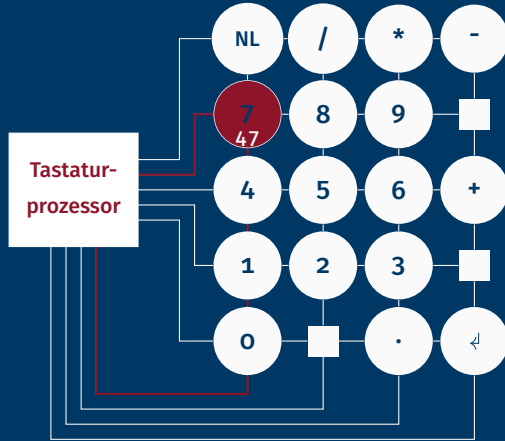 NL / * -
7 8 9
47
Tastatur-
prozessor
4 5 6 +
1 2 3
0 . ↲